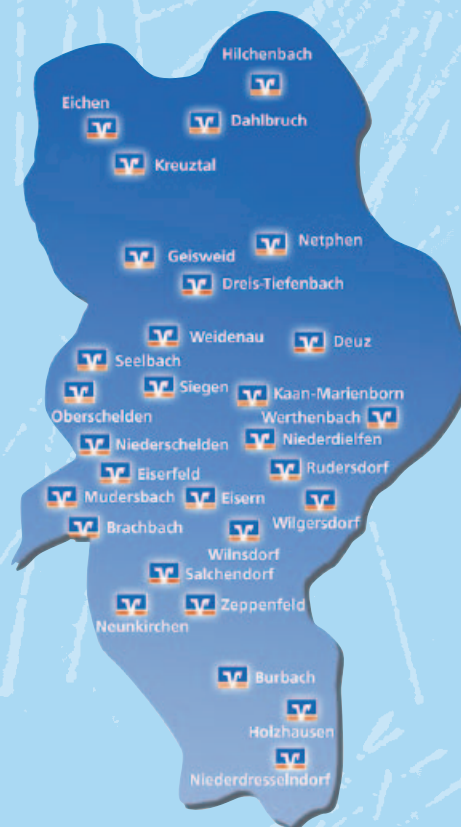 Hilchenbach
Eichen
Dahlbruch
Kreuztal
Netphen
Geisweid
Dreis-Tiefenbach
Weidenau
Deuz
Seelbach
Siegen
Kaan-Marienborn
Oberschelden
Werthenbach
Niederschelden
Niederdielfen
Eiserfeld
Rudersdorf
Mudersbach
Eisern
Wilgersdorf
Brachbach
Wilnsdorf
Salchendorf
Zeppenfeld
Neunkirchen
Burbach
Holzhausen
Niederdresselndorf